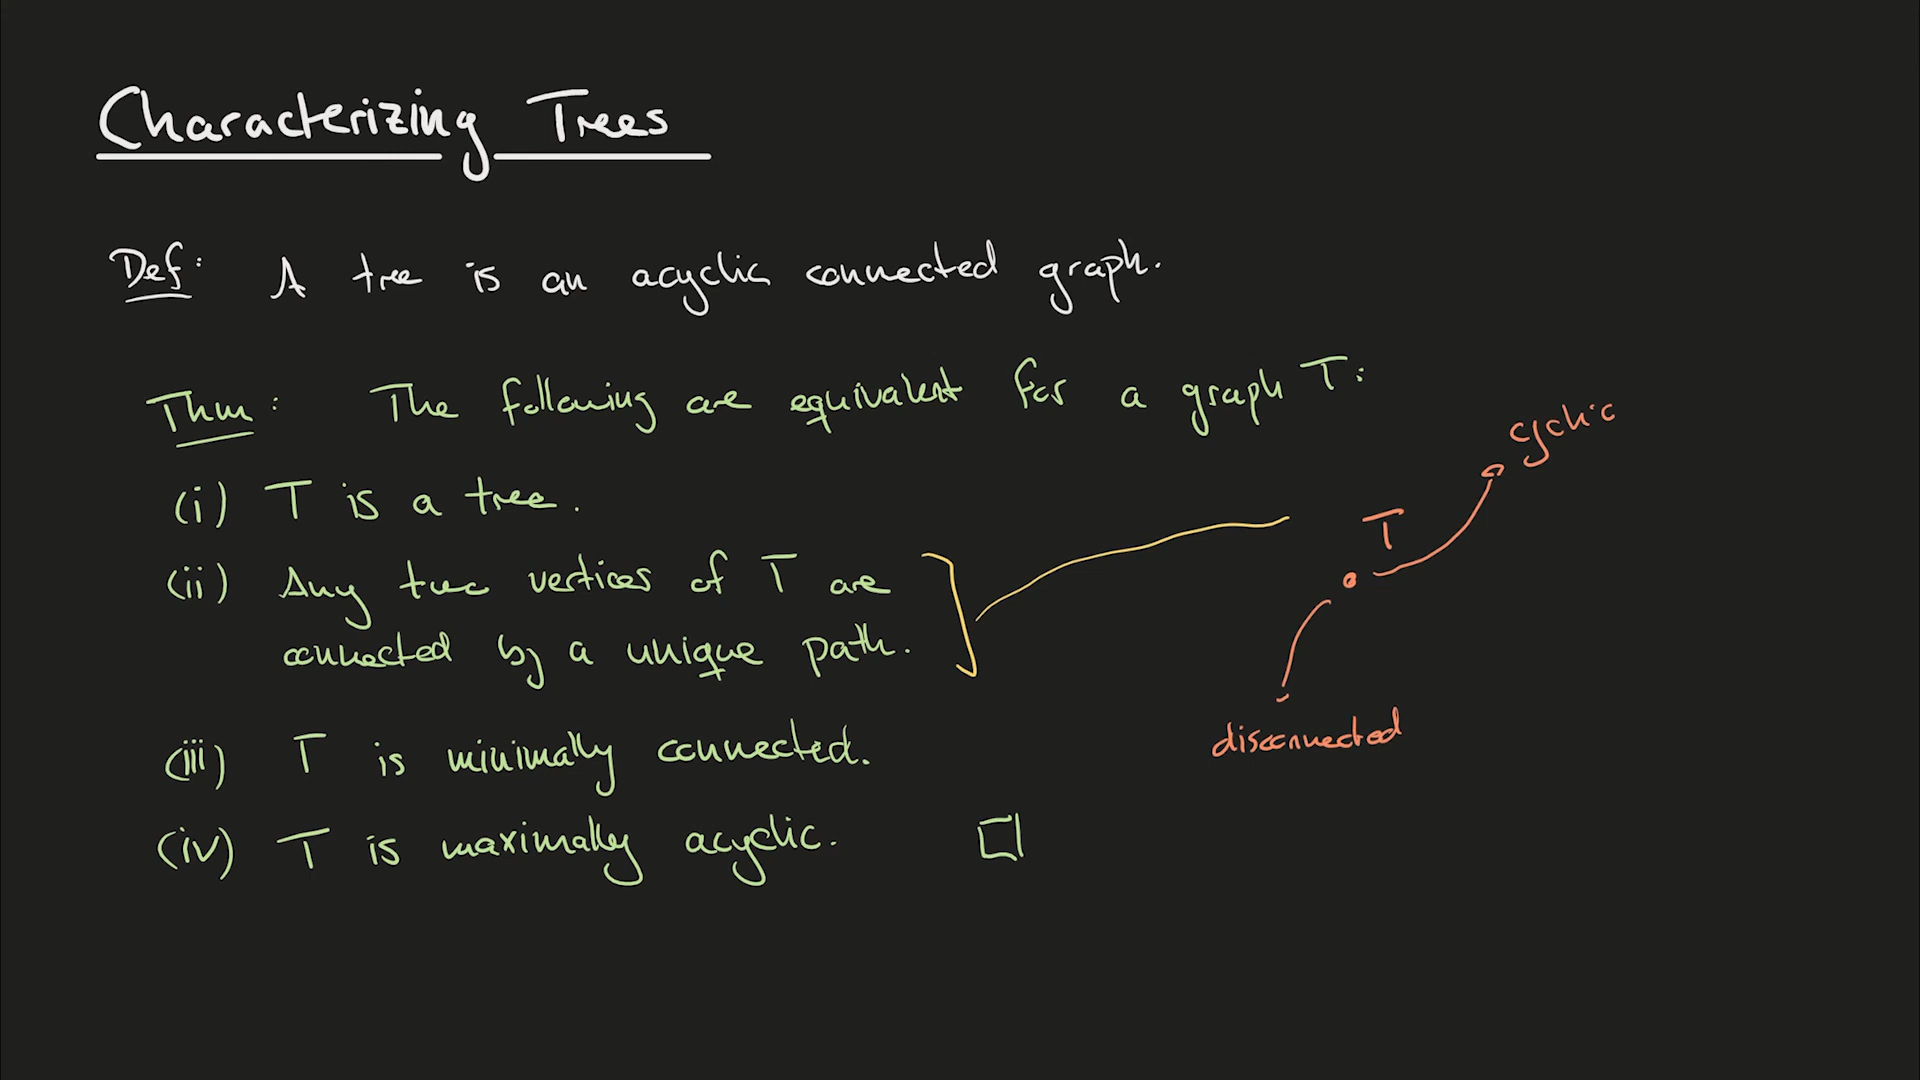 Characterizing Trees
Def: A tree is an acyclic connected graph.
Thm: The following are equivalent for a graph T:
(i) T is a tree.
(ii) Any two vertices of T are
connected by a unique path.
(iii) T is minimally connected.
(iv) T is maximally acyclic.
cyclic
T
disconnected